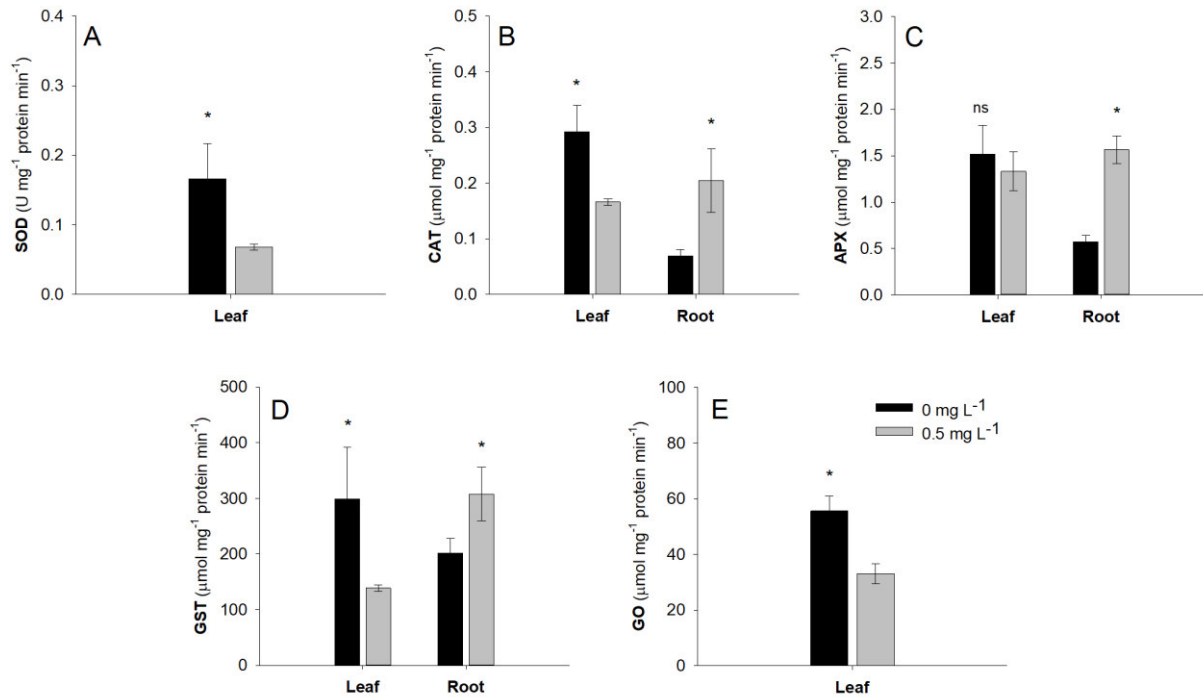 A
SOD (U mg⁻¹ protein min⁻¹)
0.4
0.3
0.2
0.1
0.0
*
Leaf
B
CAT (µmol mg⁻¹ protein min⁻¹)
0.5
0.4
0.3
0.2
0.1
0.0
*
*
Leaf Root
C
APX (µmol mg⁻¹ protein min⁻¹)
3.0
2.5
2.0
1.5
1.0
0.5
0.0
ns
*
Leaf Root
D
GST (µmol mg⁻¹ protein min⁻¹)
500
400
300
200
100
0
*
*
Leaf Root
E
GO (µmol mg⁻¹ protein min⁻¹)
100
80
60
40
20
0
*
Leaf
0 mg L⁻¹
0.5 mg L⁻¹